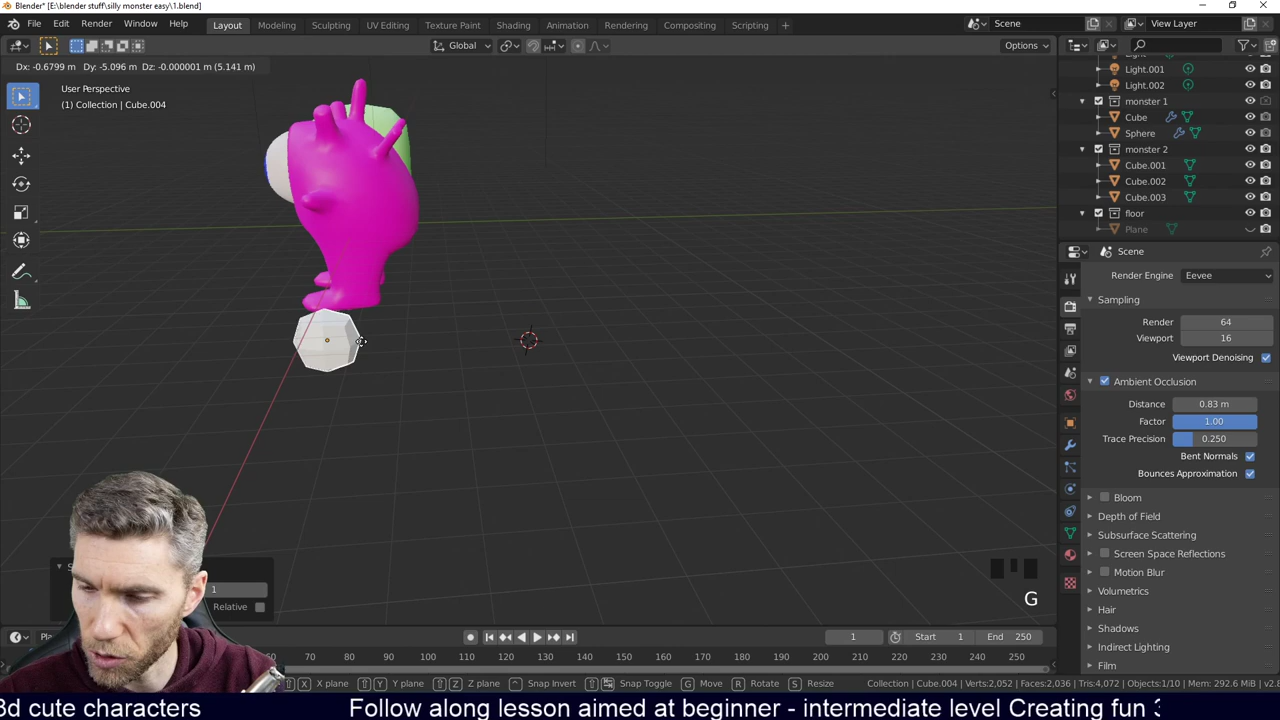 Blender* [E:\blender stuff\silly monster easy\1.blend]
File Edit Render Window Help Layout Modeling Sculpting UV Editing Texture Paint Shading Animation Rendering Compositing Scripting + Scene View Layer
Global Options
Dx: -0.6799 m Dy: -5.096 m Dz: -0.000001 m (5.141 m)
User Perspective
(1) Collection | Cube.004
Light.001
Light.002
monster 1
Cube
Sphere
monster 2
Cube.001
Cube.002
Cube.003
floor
Plane
Scene
Render Engine Eevee
Sampling
Render 64
Viewport 16
Viewport Denoising
Ambient Occlusion
Distance 0.83 m
Factor 1.00
Trace Precision 0.250
Bent Normals
Bounces Approximation
Bloom
Depth of Field
Subsurface Scattering
Screen Space Reflections
Motion Blur
Volumetrics
Hair
Shadows
Indirect Lighting
Film
1
Relative
G
1 Start 1 End 250
60 70 80 90 100 110 120 130 140 150 160 170 180 190 200 210 220 230 240 250
X plane Y plane Z plane Snap Invert Snap Toggle G Move R Rotate S Resize Collection | Cube.004 | Verts:2,052 | Faces:2,036 | Tris:4,072 | Objects:1/10 | Mem: 292.6 MiB | v2.8
3d cute characters Follow along lesson aimed at beginner - intermediate level Creating fun